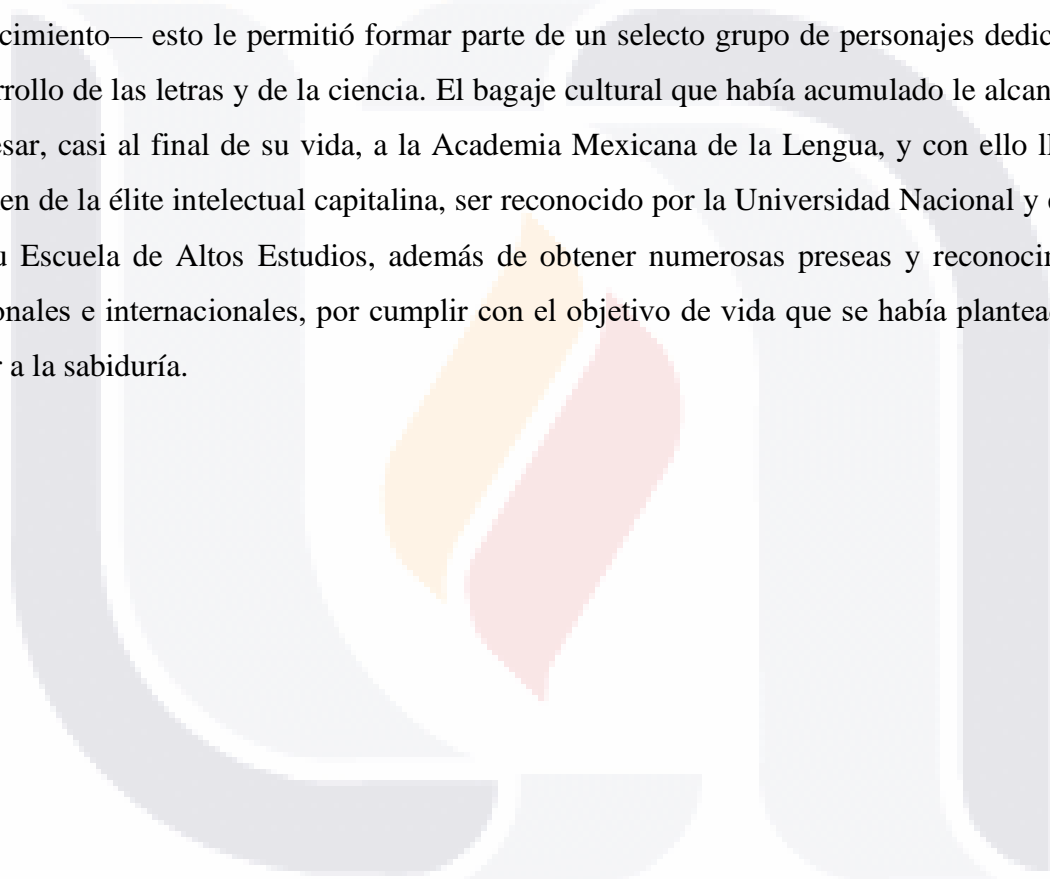 cimiento— esto le permitió formar parte de un selecto grupo de personajes dedic
rrollo de las letras y de la ciencia. El bagaje cultural que había acumulado le alcan
esar, casi al final de su vida, a la Academia Mexicana de la Lengua, y con ello ll
en de la élite intelectual capitalina, ser reconocido por la Universidad Nacional y
u Escuela de Altos Estudios, además de obtener numerosas preseas y reconocim
onales e internacionales, por cumplir con el objetivo de vida que se había plantea
r a la sabiduría.